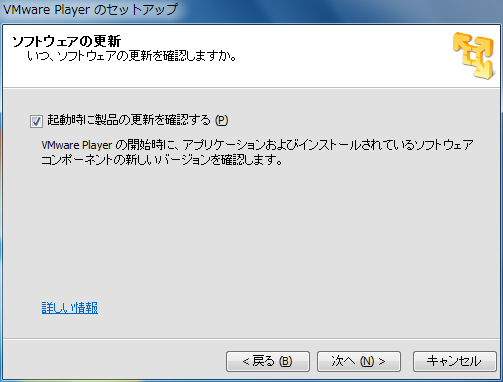 VMware Player のセットアップ
ソフトウェアの更新
いつ、ソフトウェアの更新を確認しますか。
起動時に製品の更新を確認する (P)
VMware Player の開始時に、アプリケーションおよびインストールされているソフトウェア
コンポーネントの新しいバージョンを確認します。
詳しい情報
< 戻る (B) 次へ (N) > キャンセル